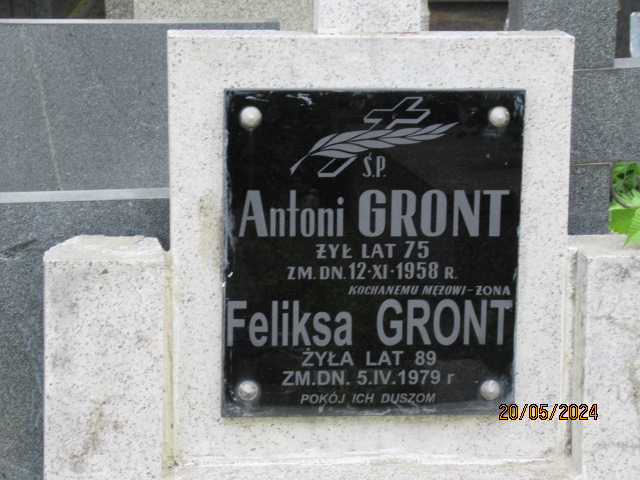 Ś.P.
Antoni GRONT
ŻYŁ LAT 75
ZM. DN. 12·XI·1958 R.
KOCHANEMU MĘŻOWI – ŻONA
Feliksa GRONT
ŻYŁA LAT 89
ZM.DN. 5.IV.1979 r
POKÓJ ICH DUSZOM
20/05/2024